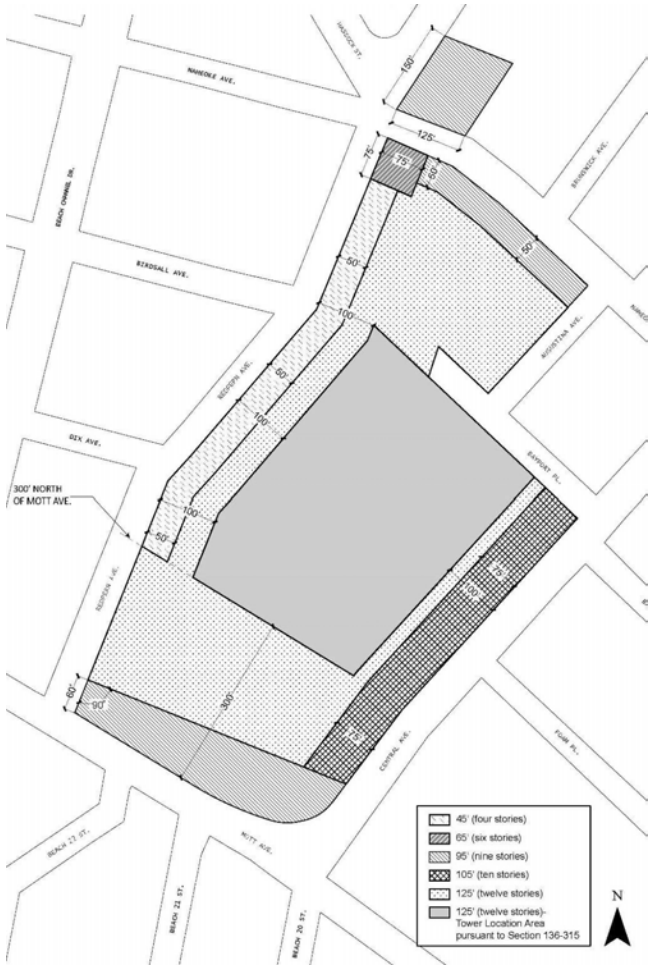 HASSOCK ST.
150'
NAMEOKE AVE.
125'
75'
75'
60'
BRUNSWICK AVE.
BEACH CHANNEL DR.
50'
BIRDSALL AVE.
50'
NAMEO
100'
AUGUSTINA AVE.
REDFERN AVE.
50'
100'
DIX AVE.
BAYPORT PL.
300' NORTH
OF MOTT AVE.
100'
50'
75'
100'
REDFERN AVE.
60'
90'
300'
75'
CENTRAL AVE.
FOAM PL.
BEACH 22 ST.
MOTT AVE.
BEACH 21 ST.
BEACH 20 ST.
45' (four stories)
65' (six stories)
95' (nine stories)
105' (ten stories)
125' (twelve stories)
125' (twelve stories)-
Tower Location Area
pursuant to Section 136-315
N